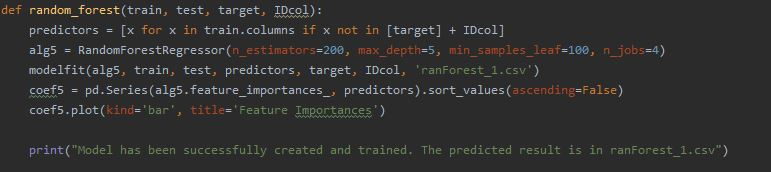 def random_forest(train, test, target, IDcol):
    predictors = [x for x in train.columns if x not in [target] + IDcol]
    alg5 = RandomForestRegressor(n_estimators=200, max_depth=5, min_samples_leaf=100, n_jobs=4)
    modelfit(alg5, train, test, predictors, target, IDcol, 'ranForest_1.csv')
    coef5 = pd.Series(alg5.feature_importances_, predictors).sort_values(ascending=False)
    coef5.plot(kind='bar', title='Feature Importances')
    print("Model has been successfully created and trained. The predicted result is in ranForest_1.csv")